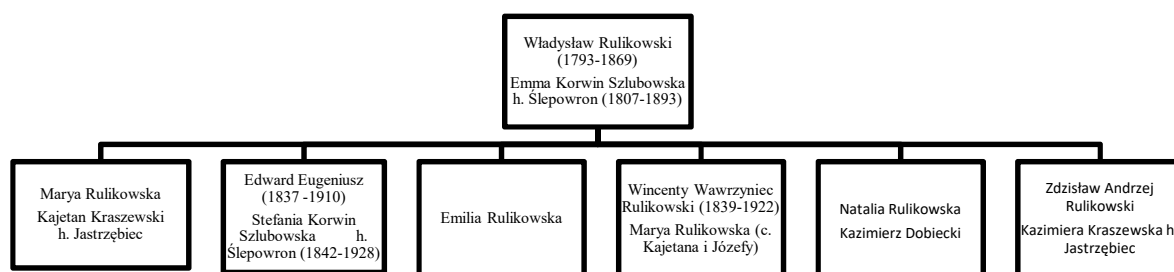 Władysław Rulikowski
(1793-1869)
Emma Korwin Szlubowska
h. Ślepowron (1807-1893)
Marya Rulikowska
Kajetan Kraszewski
h. Jastrzębiec
Edward Eugeniusz
(1837 -1910)
Stefania Korwin
Szlubowska h.
Ślepowron (1842-1928)
Emilia Rulikowska
Wincenty Wawrzyniec
Rulikowski (1839-1922)
Marya Rulikowska (c.
Kajetana i Józefy)
Natalia Rulikowska
Kazimierz Dobiecki
Zdzisław Andrzej
Rulikowski
Kazimiera Kraszewska h
Jastrzębiec